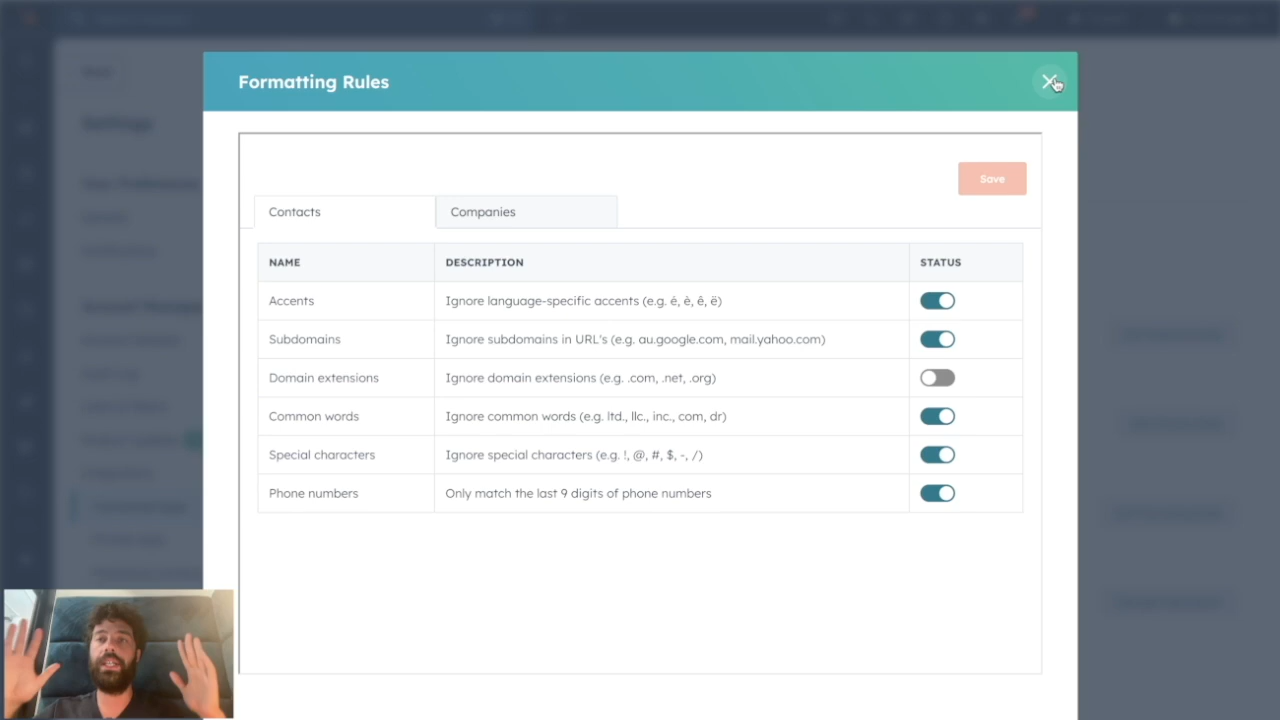 Formatting Rules
Save
Contacts
Companies
NAME DESCRIPTION STATUS
Accents Ignore language-specific accents (e.g. é, è, ê, ë)
Subdomains Ignore subdomains in URL's (e.g. au.google.com, mail.yahoo.com)
Domain extensions Ignore domain extensions (e.g. .com, .net, .org)
Common words Ignore common words (e.g. ltd., llc., inc., com, dr)
Special characters Ignore special characters (e.g. !, @, #, $, -, /)
Phone numbers Only match the last 9 digits of phone numbers
Settings